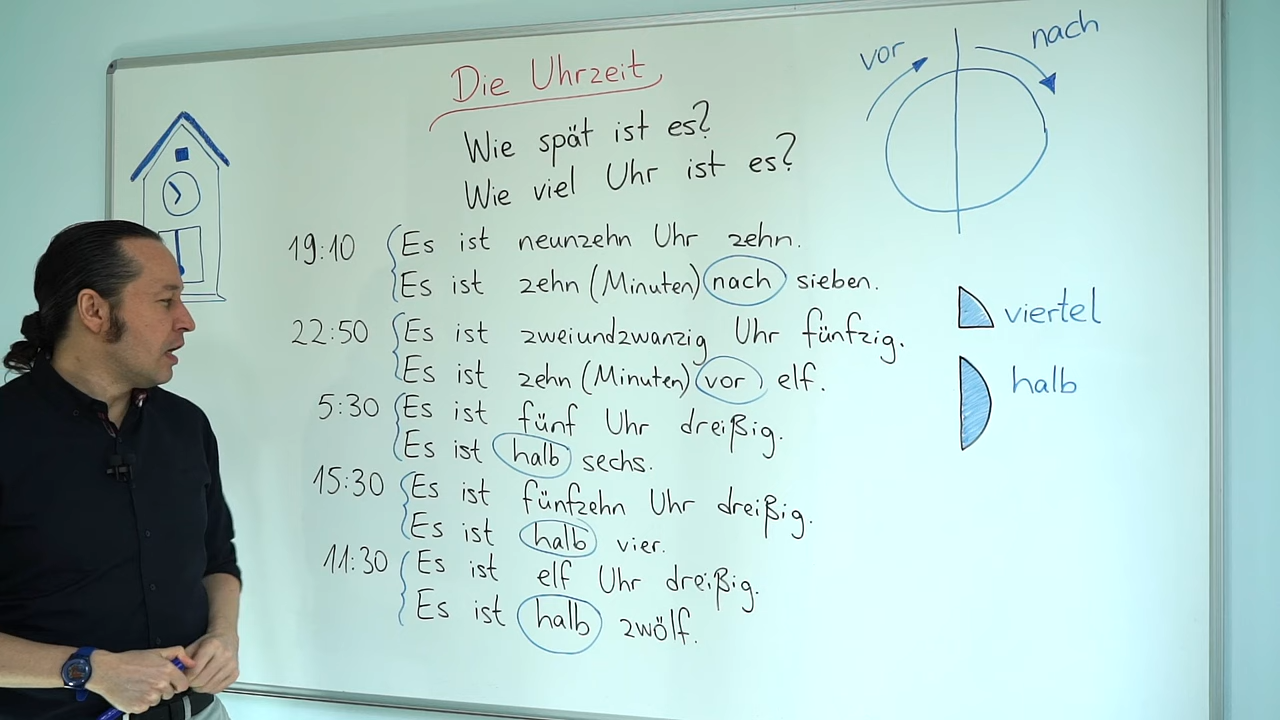 Die Uhrzeit
Wie spät ist es?
Wie viel Uhr ist es?
vor
nach
19:10 Es ist neunzehn Uhr zehn.
Es ist zehn (Minuten) nach sieben.
22:50 Es ist zweiundzwanzig Uhr fünfzig.
Es ist zehn (Minuten) vor elf.
5:30 Es ist fünf Uhr dreißig.
Es ist halb sechs.
15:30 Es ist fünfzehn Uhr dreißig.
Es ist halb vier.
11:30 Es ist elf Uhr dreißig.
Es ist halb zwölf.
viertel
halb